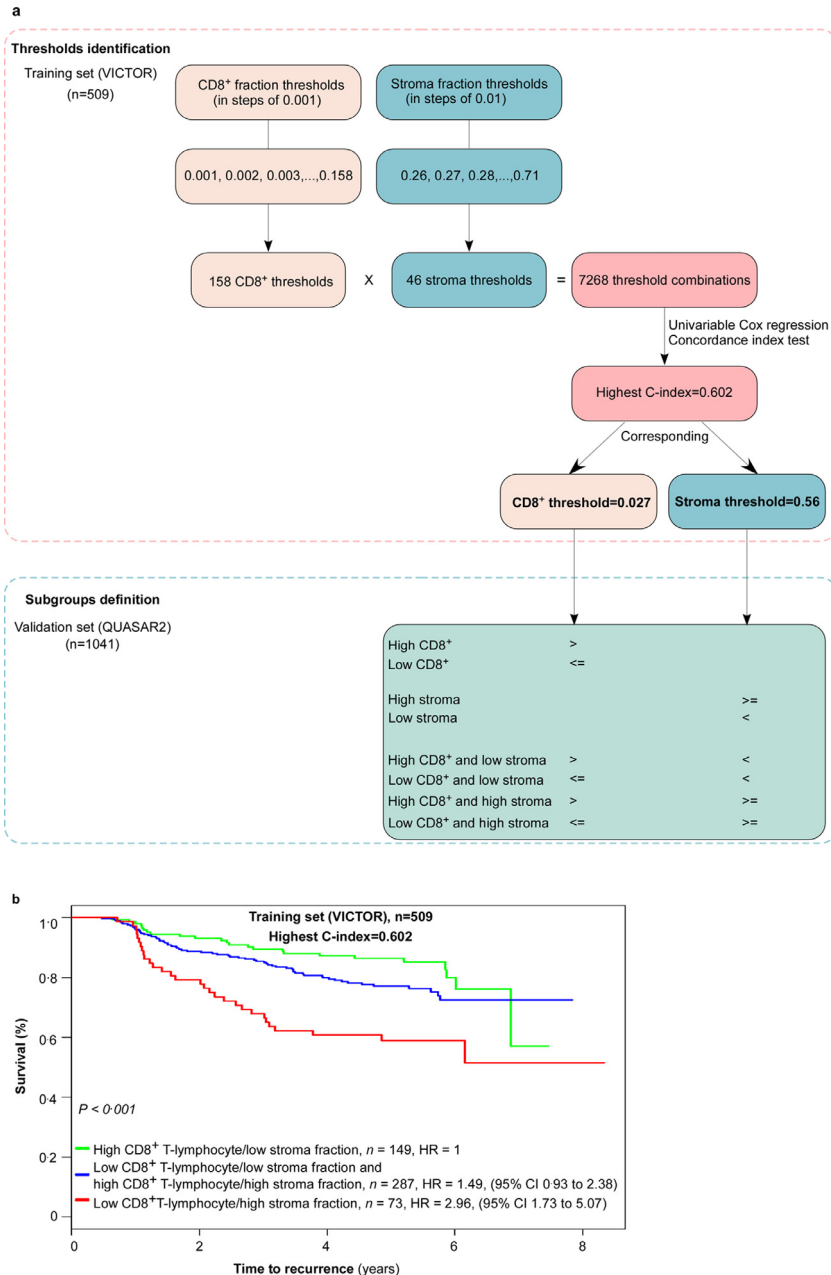 a
Thresholds identification
Training set (VICTOR)
(n=509)
CD8+ fraction thresholds
(in steps of 0.001)
Stroma fraction thresholds
(in steps of 0.01)
0.001, 0.002, 0.003,...,0.158
0.26, 0.27, 0.28,...,0.71
158 CD8+ thresholds
X
46 stroma thresholds
=
7268 threshold combinations
Univariable Cox regression
Concordance index test
Highest C-index=0.602
Corresponding
CD8+ threshold=0.027
Stroma threshold=0.56
Subgroups definition
Validation set (QUASAR2)
(n=1041)
High CD8+ >
Low CD8+ <=
High stroma >=
Low stroma <
High CD8+ and low stroma > <
Low CD8+ and low stroma <= <
High CD8+ and high stroma > >=
Low CD8+ and high stroma <= >=
b
Training set (VICTOR), n=509
Highest C-index=0.602
1·0
0·8
0·6
0·4
0·2
0
Survival (%)
P < 0·001
High CD8+ T-lymphocyte/low stroma fraction, n = 149, HR = 1
Low CD8+ T-lymphocyte/low stroma fraction and
high CD8+ T-lymphocyte/high stroma fraction, n = 287, HR = 1.49, (95% CI 0·93 to 2.38)
Low CD8+T-lymphocyte/high stroma fraction, n = 73, HR = 2.96, (95% CI 1.73 to 5.07)
0 2 4 6 8
Time to recurrence (years)